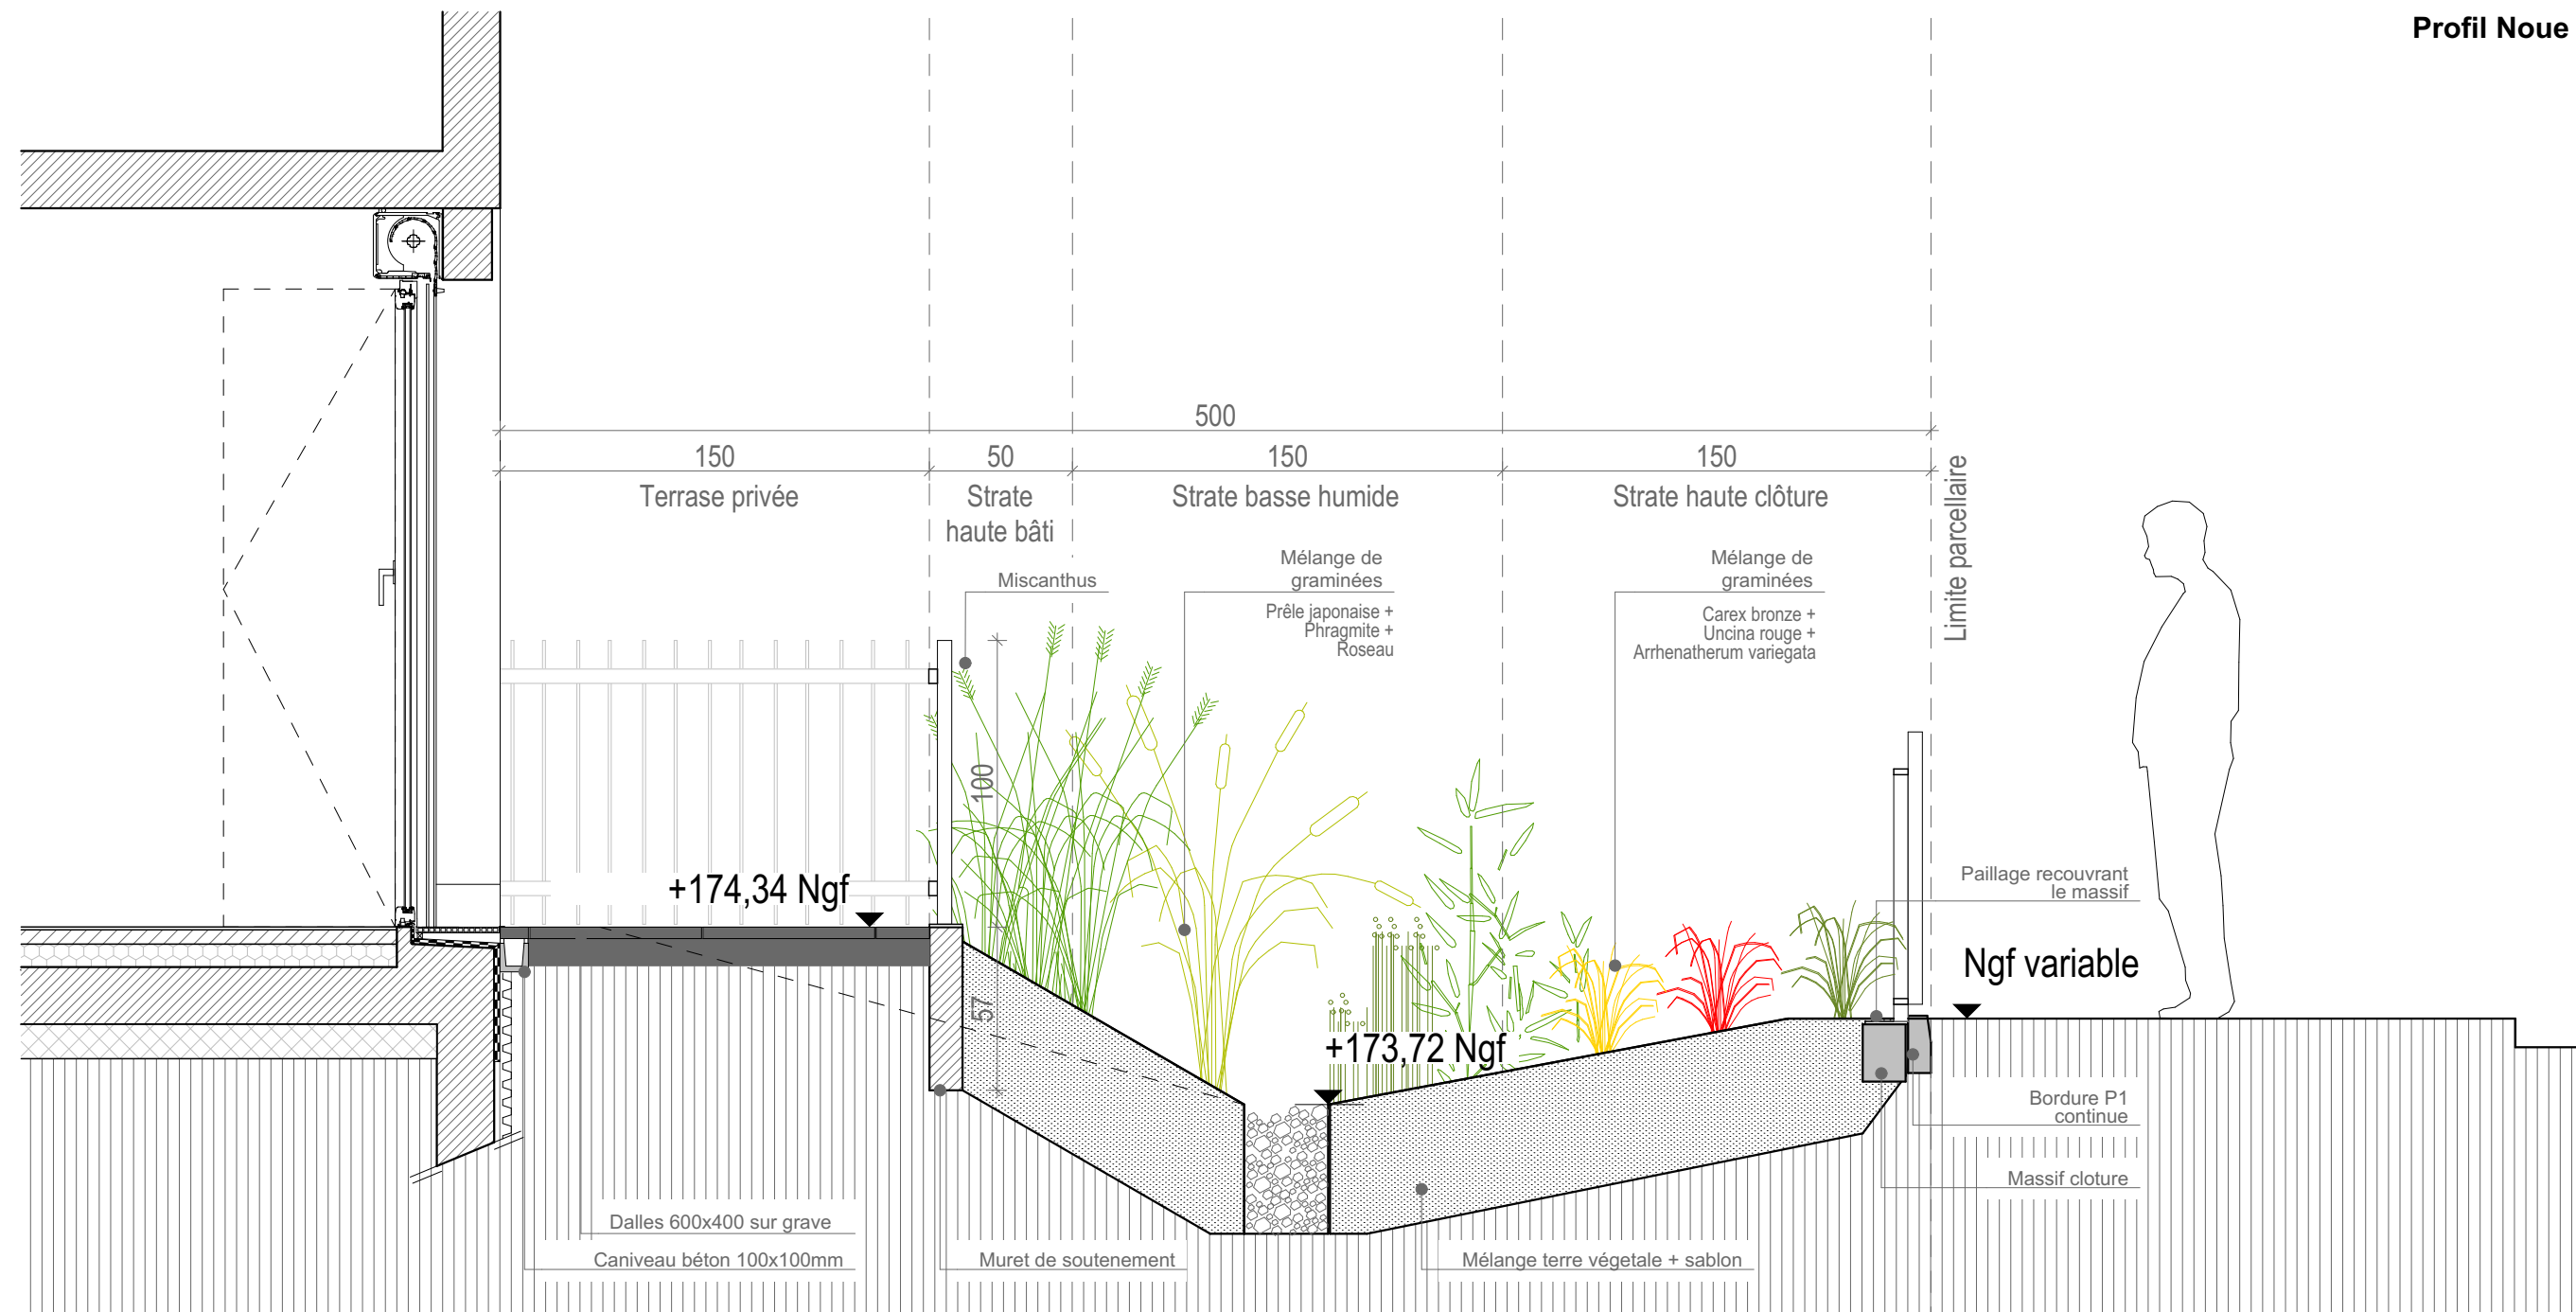 Profil Noue
500
150
50
150
150
Terrase privée
Strate
haute bâti
Strate basse humide
Strate haute clôture
Limite parcellaire
Miscanthus
Mélange de
graminées
Prêle japonaise +
Phragmite +
Roseau
Mélange de
graminées
Carex bronze +
Uncina rouge +
Arrhenatherum variegata
100
+174,34 Ngf
57
+173,72 Ngf
Paillage recouvrant
le massif
Ngf variable
Bordure P1
continue
Massif cloture
Dalles 600x400 sur grave
Caniveau béton 100x100mm
Muret de soutenement
Mélange terre végetale + sablon